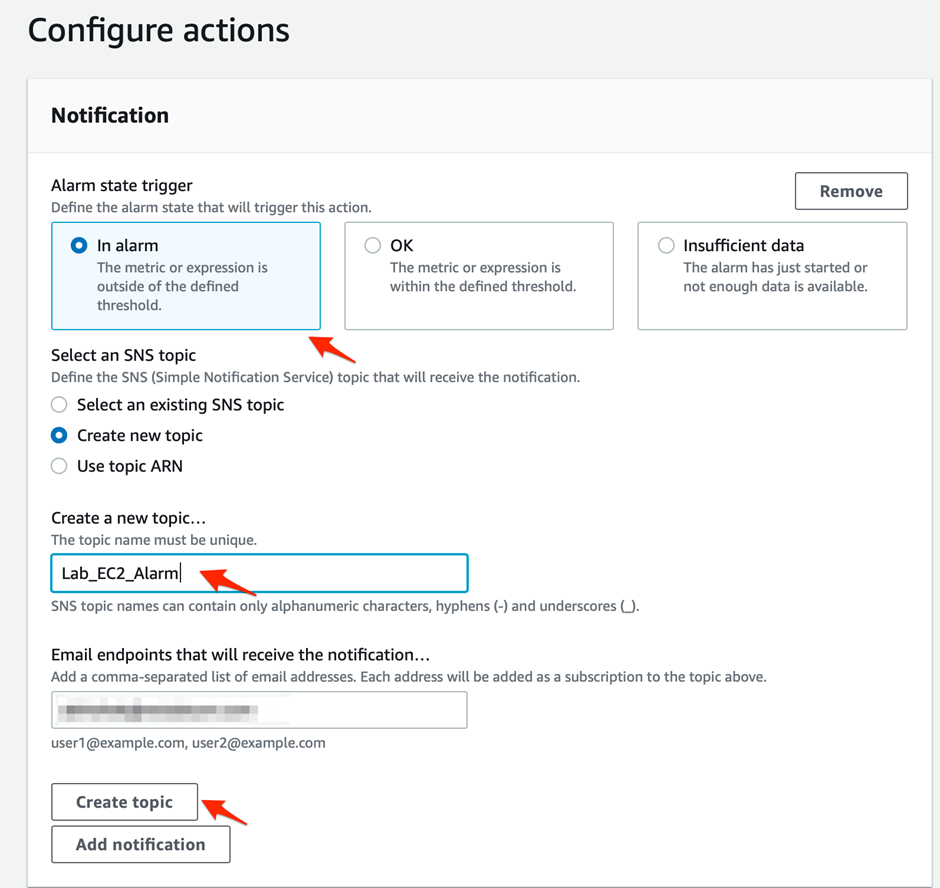 Configure actions
Notification
Alarm state trigger
Define the alarm state that will trigger this action.
Remove
In alarm
The metric or expression is
outside of the defined
threshold.
OK
The metric or expression is
within the defined threshold.
Insufficient data
The alarm has just started or
not enough data is available.
Select an SNS topic
Define the SNS (Simple Notification Service) topic that will receive the notification.
Select an existing SNS topic
Create new topic
Use topic ARN
Create a new topic…
The topic name must be unique.
Lab_EC2_Alarm
SNS topic names can contain only alphanumeric characters, hyphens (-) and underscores (_).
Email endpoints that will receive the notification…
Add a comma-separated list of email addresses. Each address will be added as a subscription to the topic above.
user1@example.com, user2@example.com
Create topic
Add notification